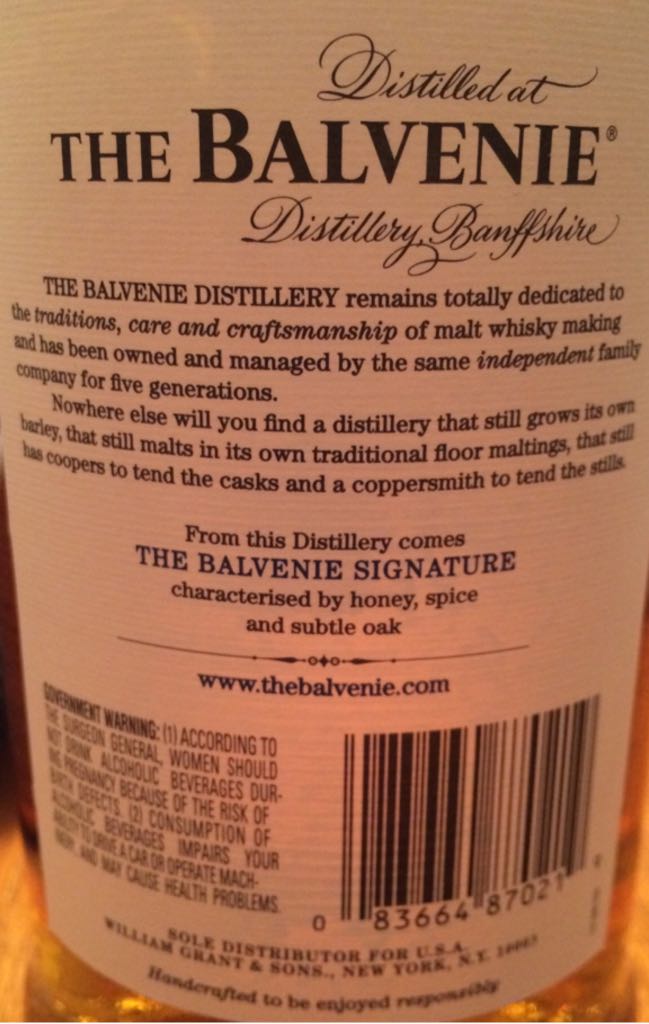 Distilled at
THE BALVENIE®
Distillery, Banffshire
THE BALVENIE DISTILLERY remains totally dedicated to
the traditions, care and craftsmanship of malt whisky making
and has been owned and managed by the same independent family
company for five generations.
Nowhere else will you find a distillery that still grows its own
barley, that still malts in its own traditional floor maltings, that still
has coopers to tend the casks and a coppersmith to tend the stills.
From this Distillery comes
THE BALVENIE SIGNATURE
characterised by honey, spice
and subtle oak
www.thebalvenie.com
GOVERNMENT WARNING: (1) ACCORDING TO
THE SURGEON GENERAL, WOMEN SHOULD
NOT DRINK ALCOHOLIC BEVERAGES DUR-
ING PREGNANCY BECAUSE OF THE RISK OF
BIRTH DEFECTS. (2) CONSUMPTION OF
ALCOHOLIC BEVERAGES IMPAIRS YOUR
ABILITY TO DRIVE A CAR OR OPERATE MACH-
INERY, AND MAY CAUSE HEALTH PROBLEMS.
0 83664 87021
SOLE DISTRIBUTOR FOR U.S.A.
WILLIAM GRANT & SONS., NEW YORK, N.Y.
Handcrafted to be enjoyed responsibly